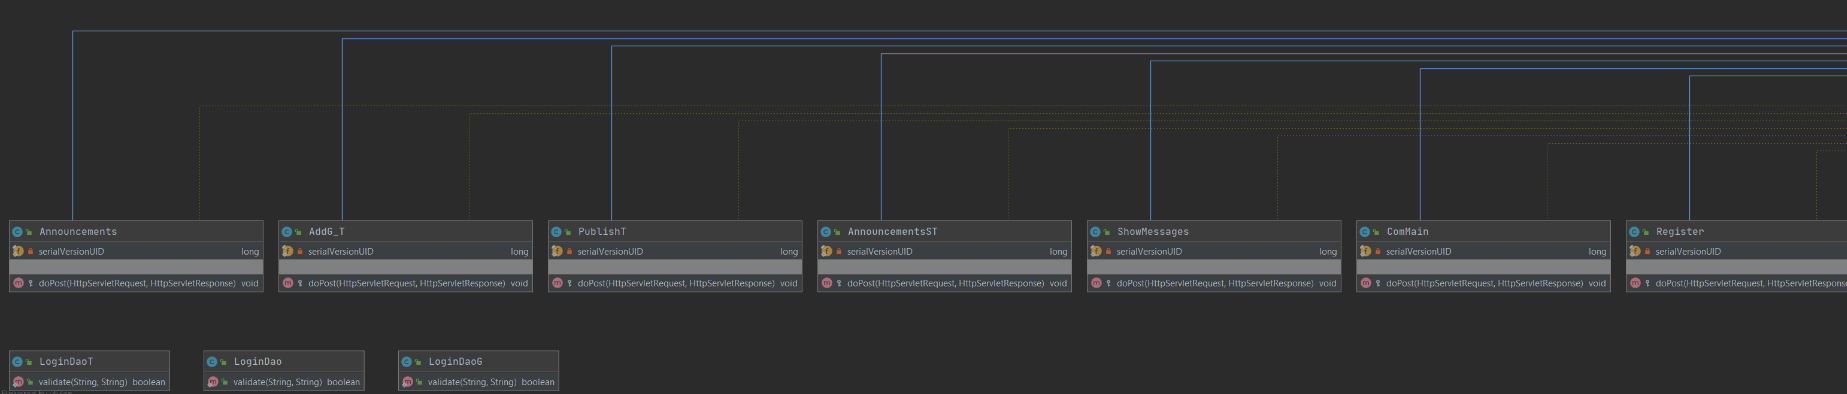 Announcements
serialVersionUID long
doPost(HttpServletRequest, HttpServletResponse) void
AddG_T
serialVersionUID long
doPost(HttpServletRequest, HttpServletResponse) void
PublishT
serialVersionUID long
doPost(HttpServletRequest, HttpServletResponse) void
AnnouncementsST
serialVersionUID long
doPost(HttpServletRequest, HttpServletResponse) void
ShowMessages
serialVersionUID long
doPost(HttpServletRequest, HttpServletResponse) void
ComMain
serialVersionUID long
doPost(HttpServletRequest, HttpServletResponse) void
Register
serialVersionUID
doPost(HttpServletRequest, HttpServletRespons
LoginDaoT
validate(String, String) boolean
LoginDao
validate(String, String) boolean
LoginDaoG
validate(String, String) boolean